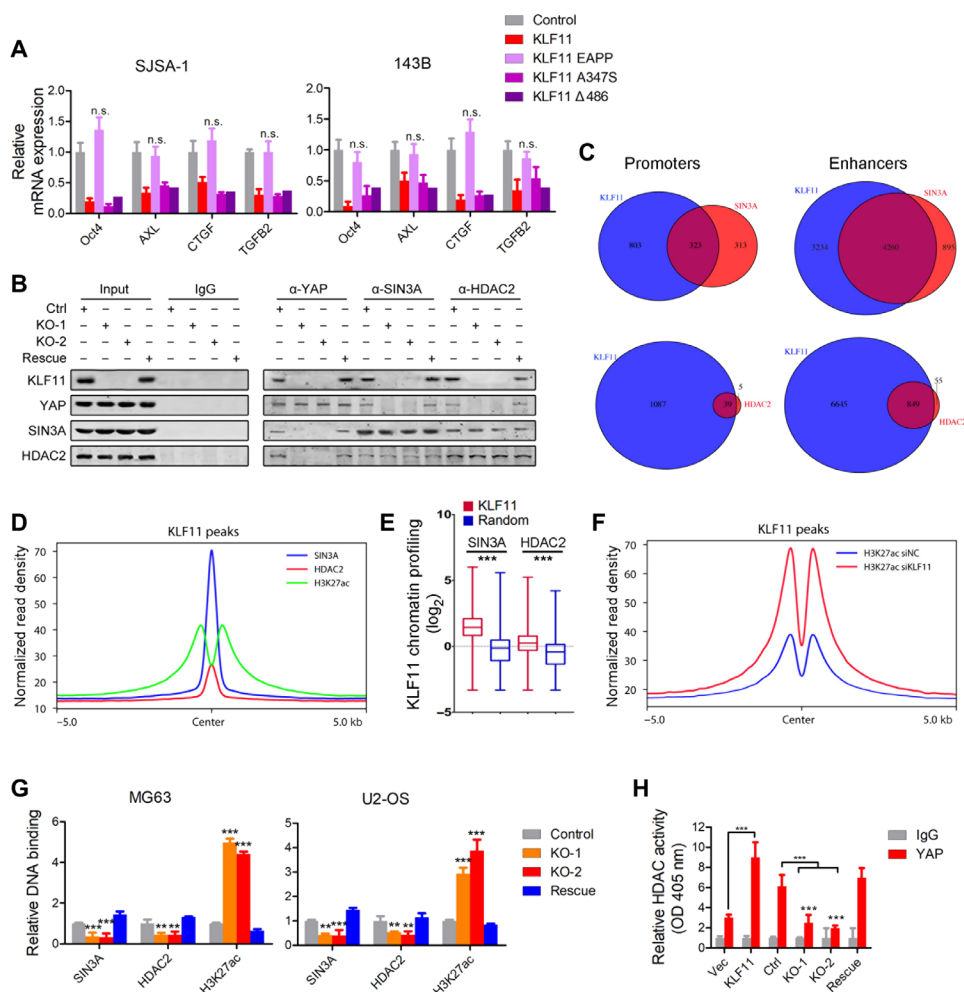 A
SJSA-1
143B
Control
KLF11
KLF11 EAPP
KLF11 A347S
KLF11 Δ486
Relative
mRNA expression
2.0
1.5
1.0
0.5
0.0
n.s. n.s. n.s. n.s.
Oct4 AXL CTGF TGFB2
2.0
1.5
1.0
0.5
0.0
n.s. n.s. n.s. n.s.
Oct4 AXL CTGF TGFB2
B
Input IgG α-YAP α-SIN3A α-HDAC2
Ctrl + – – – + – – – + – – – + – – – + – – –
KO-1 – + – – – + – – – + – – – + – – – + – –
KO-2 – – + – – – + – – – + – – – + – – – + –
Rescue – – – + – – – + – – – + – – – + – – – +
KLF11
YAP
SIN3A
HDAC2
C
Promoters Enhancers
KLF11 SIN3A
803 323 313
KLF11 SIN3A
3234 4260 895
KLF11 HDAC2
1087 39 5
KLF11 HDAC2
6645 849 55
D
KLF11 peaks
Normalized read density
70
60
50
40
30
20
10
SIN3A
HDAC2
H3K27ac
–5.0 Center 5.0 kb
E
KLF11
Random
SIN3A HDAC2
*** ***
KLF11 chromatin profiling
(log2)
10
5
0
–5
F
KLF11 peaks
Normalized read density
70
60
50
40
30
20
H3K27ac siNC
H3K27ac siKLF11
–5.0 Center 5.0 kb
G
MG63
U2-OS
Control
KO-1
KO-2
Rescue
Relative DNA binding
6
4
2
0
*** *** ** ** *** ***
SIN3A HDAC2 H3K27ac
5
4
3
2
1
0
** *** ** ** *** ***
SIN3A HDAC2 H3K27ac
H
Relative HDAC activity
(OD 405 nm)
12
10
8
6
4
2
0
IgG
YAP
*** *** *** ***
Vec KLF11 Ctrl KO-1 KO-2 Rescue